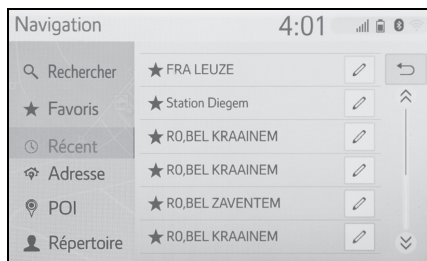 Navigation 4:01
Rechercher
Favoris
Récent
Adresse
POI
Répertoire
FRA LEUZE
Station Diegem
R0,BEL KRAAINEM
R0,BEL KRAAINEM
R0,BEL ZAVENTEM
R0,BEL KRAAINEM